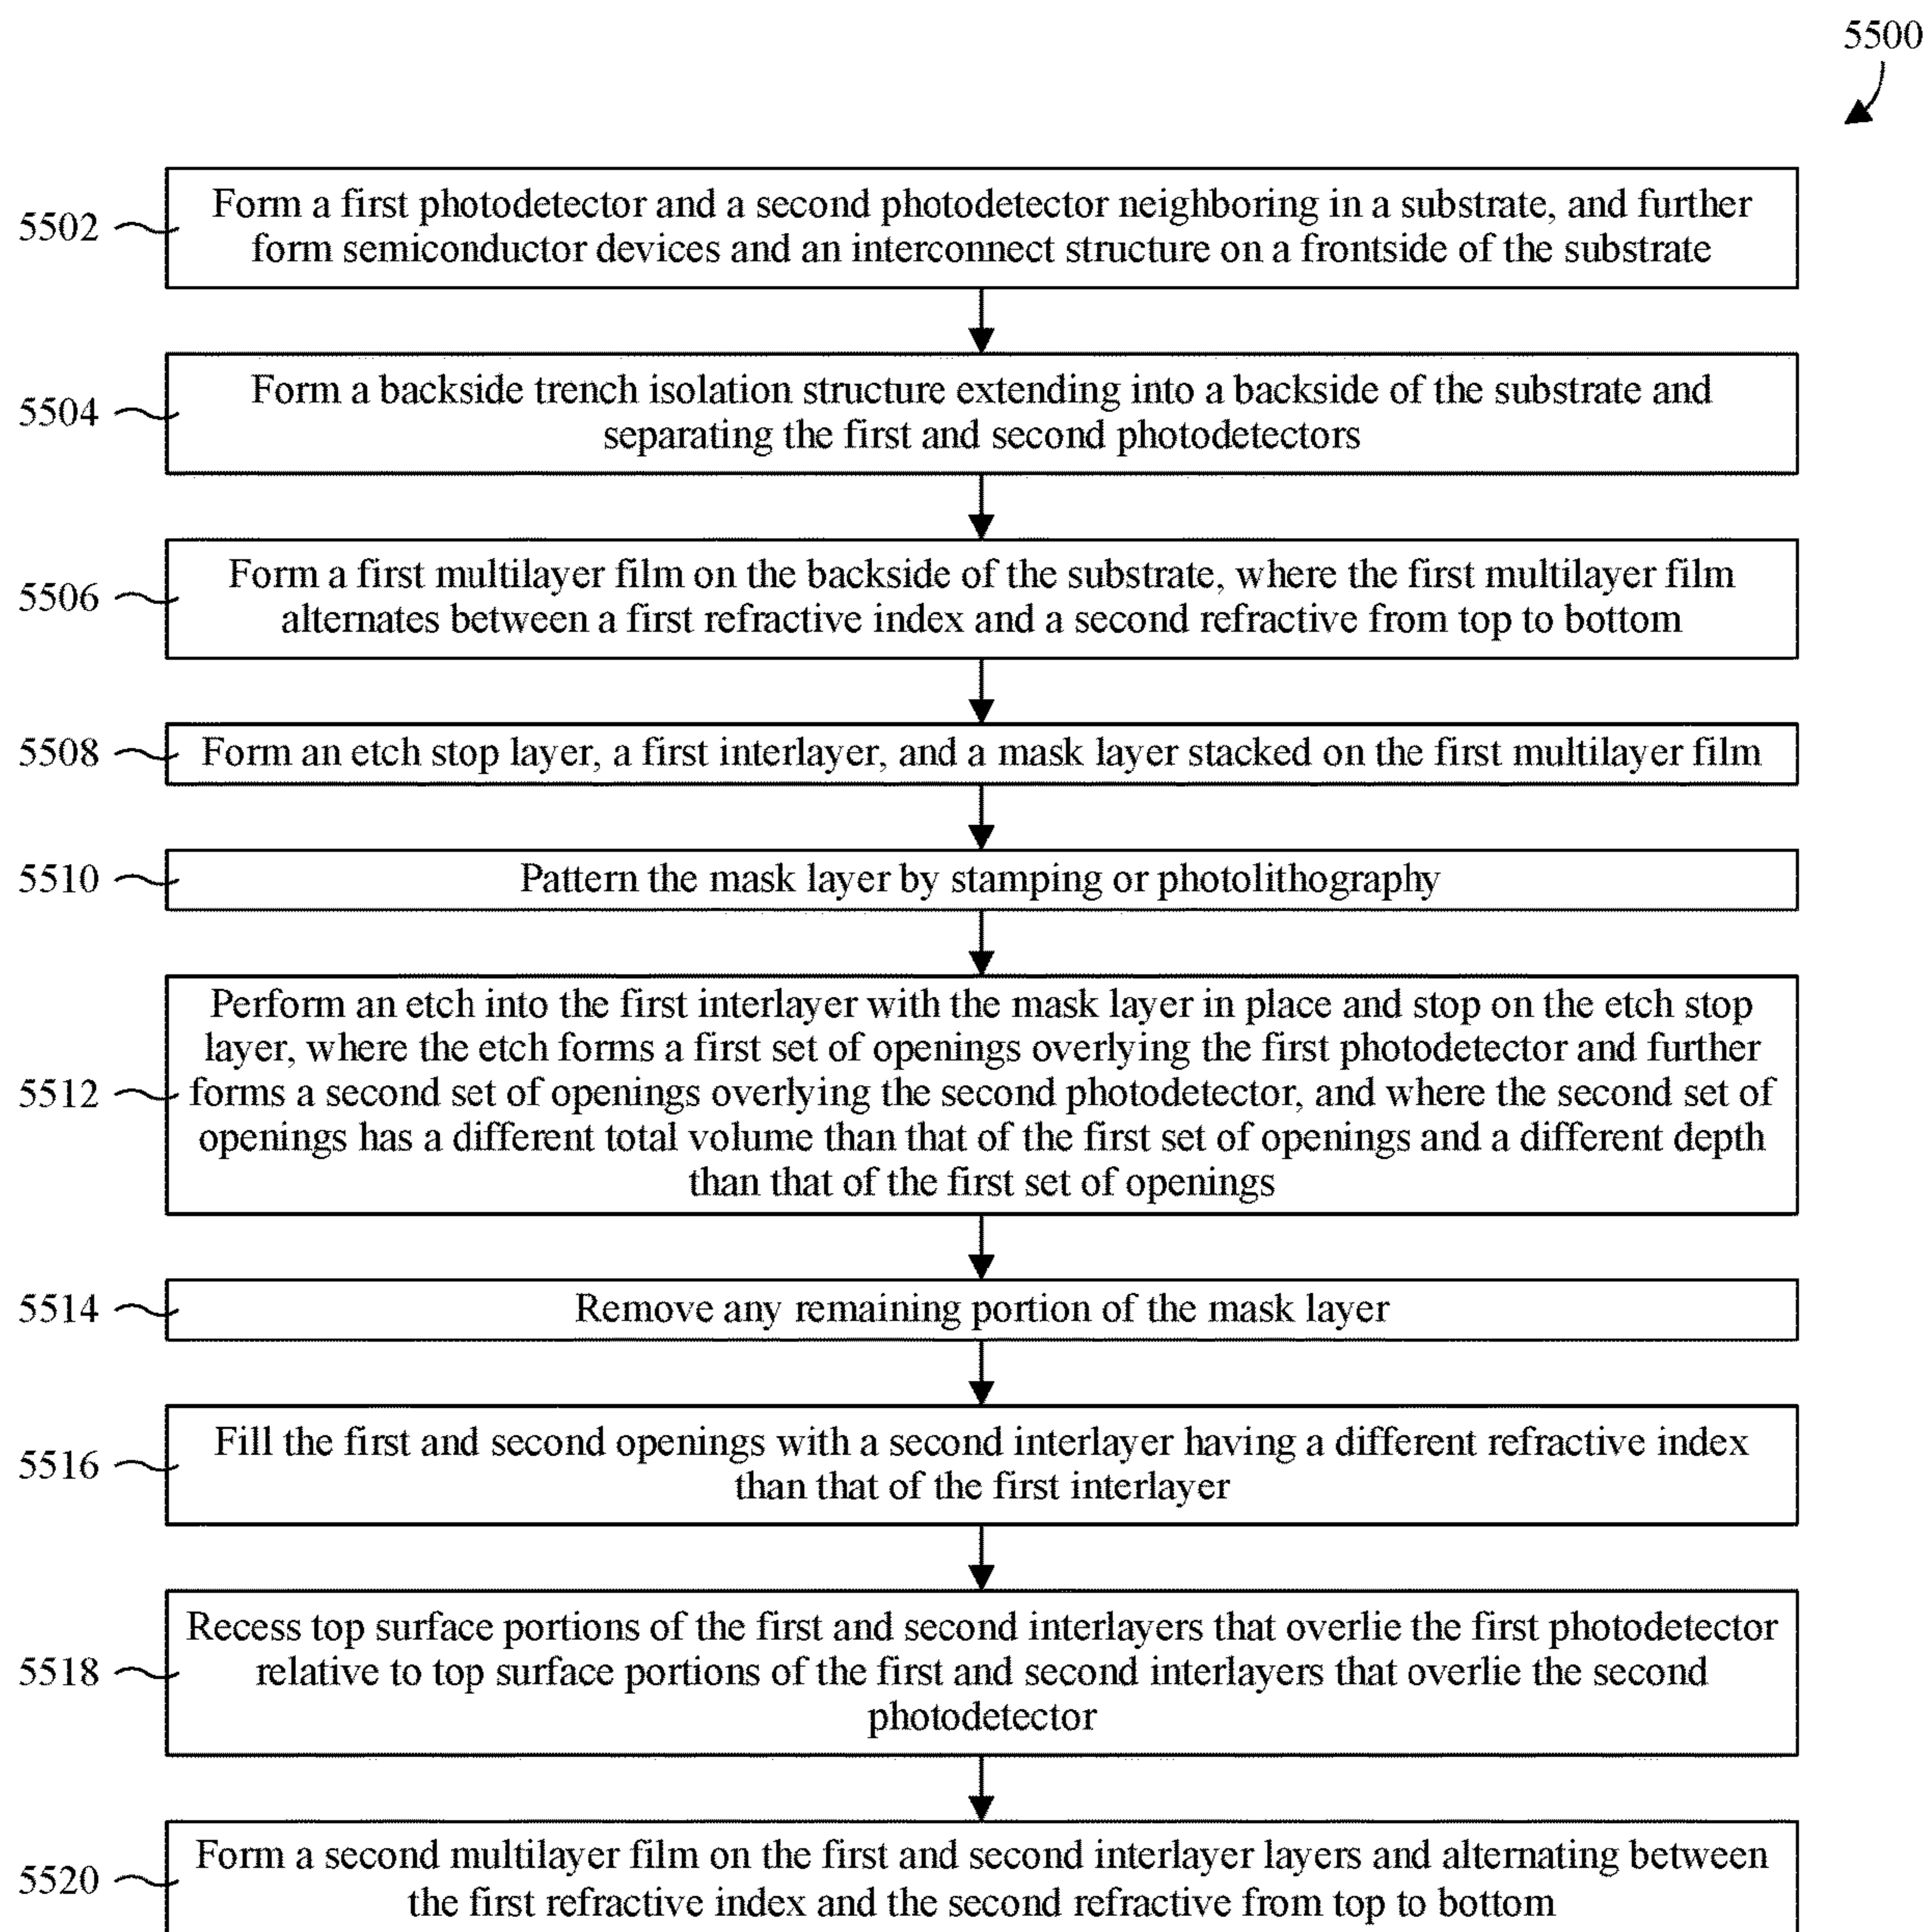 5500
5502
Form a first photodetector and a second photodetector neighboring in a substrate, and further
form semiconductor devices and an interconnect structure on a frontside of the substrate
5504
Form a backside trench isolation structure extending into a backside of the substrate and
separating the first and second photodetectors
5506
Form a first multilayer film on the backside of the substrate, where the first multilayer film
alternates between a first refractive index and a second refractive from top to bottom
5508
Form an etch stop layer, a first interlayer, and a mask layer stacked on the first multilayer film
5510
Pattern the mask layer by stamping or photolithography
5512
Perform an etch into the first interlayer with the mask layer in place and stop on the etch stop
layer, where the etch forms a first set of openings overlying the first photodetector and further
forms a second set of openings overlying the second photodetector, and where the second set of
openings has a different total volume than that of the first set of openings and a different depth
than that of the first set of openings
5514
Remove any remaining portion of the mask layer
5516
Fill the first and second openings with a second interlayer having a different refractive index
than that of the first interlayer
5518
Recess top surface portions of the first and second interlayers that overlie the first photodetector
relative to top surface portions of the first and second interlayers that overlie the second
photodetector
5520
Form a second multilayer film on the first and second interlayer layers and alternating between
the first refractive index and the second refractive from top to bottom